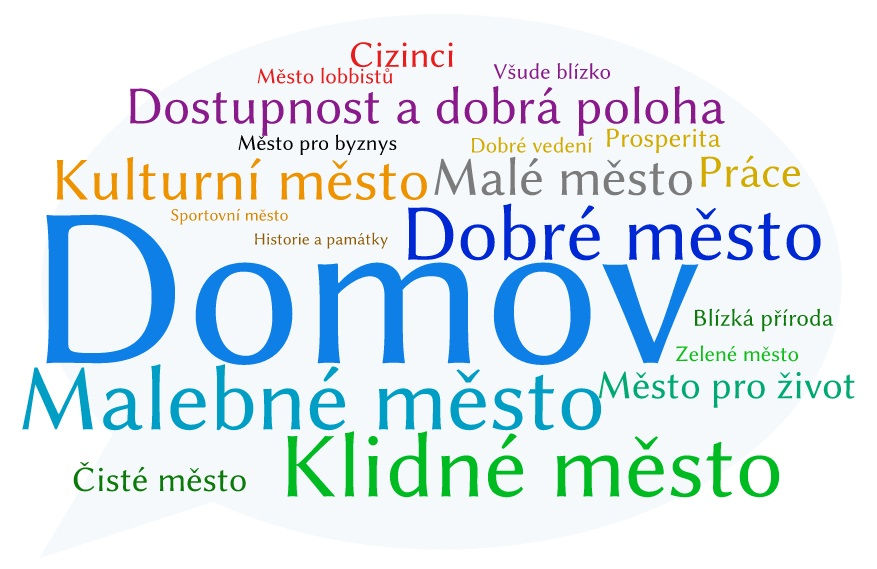 Cizinci
Město lobbistů
Všude blízko
Dostupnost a dobrá poloha
Město pro byznys
Dobré vedení
Prosperita
Kulturní město
Malé město
Práce
Sportovní město
Dobré město
Historie a památky
Domov
Blízká příroda
Zelené město
Malebné město
Město pro život
Klidné město
Čisté město